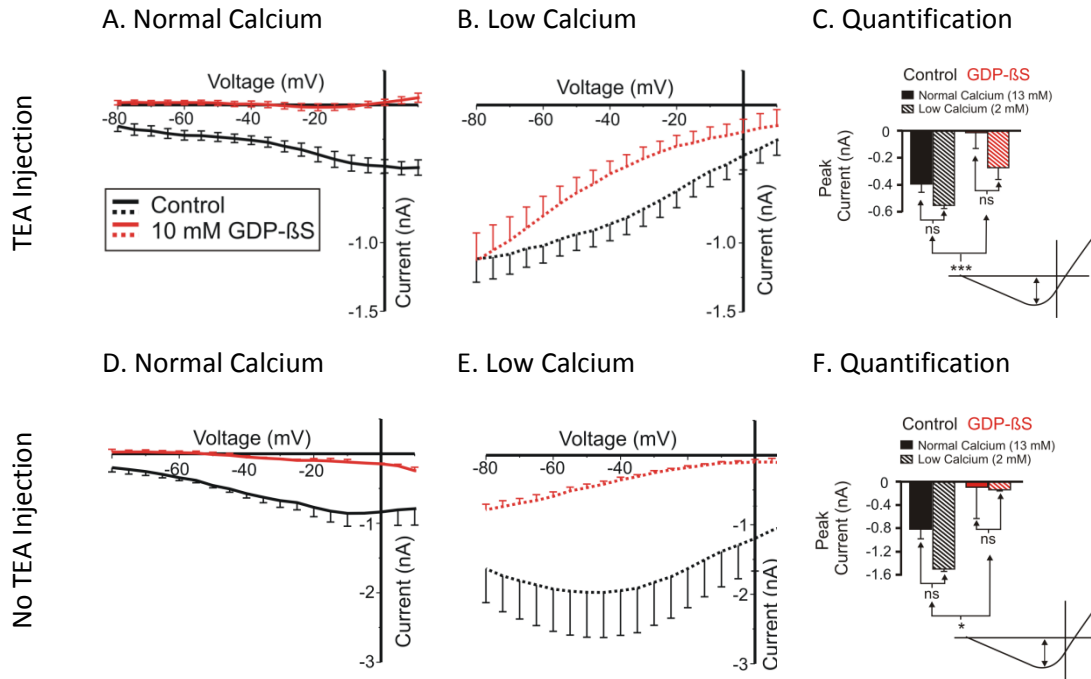 A. Normal Calcium
B. Low Calcium
C. Quantification
TEA Injection
Voltage (mV)
-80 -60 -40 -20
Control
10 mM GDP-ßS
-1.0
-1.5
Current (nA)
Voltage (mV)
-80 -60 -40 -20
-1.0
-1.5
Current (nA)
Control GDP-ßS
Normal Calcium (13 mM)
Low Calcium (2 mM)
Peak
Current (nA)
0
-0.2
-0.4
-0.6
ns
ns
***
D. Normal Calcium
E. Low Calcium
F. Quantification
No TEA Injection
Voltage (mV)
-60 -20
-1
-2
-3
Current (nA)
Voltage (mV)
-80 -60 -40
-1
-2
-3
Current (nA)
Control GDP-ßS
Normal Calcium (13 mM)
Low Calcium (2 mM)
Peak
Current (nA)
0
-0.4
-0.8
-1.2
-1.6
ns
ns
*